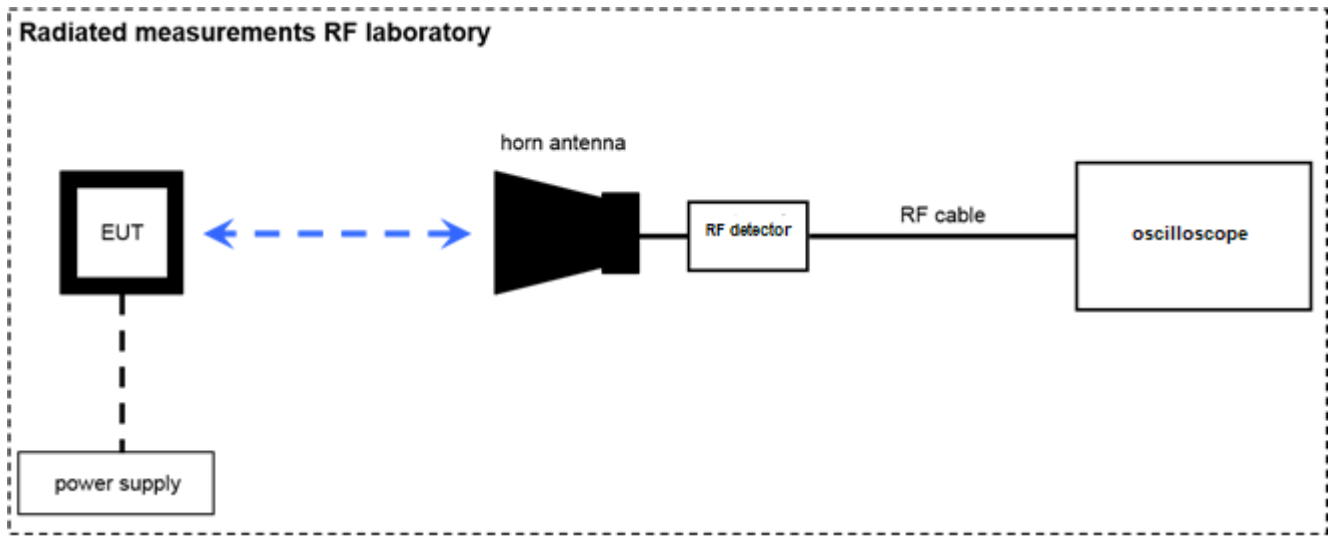 Radiated measurements RF laboratory
horn antenna
EUT
RF detector
RF cable
oscilloscope
power supply